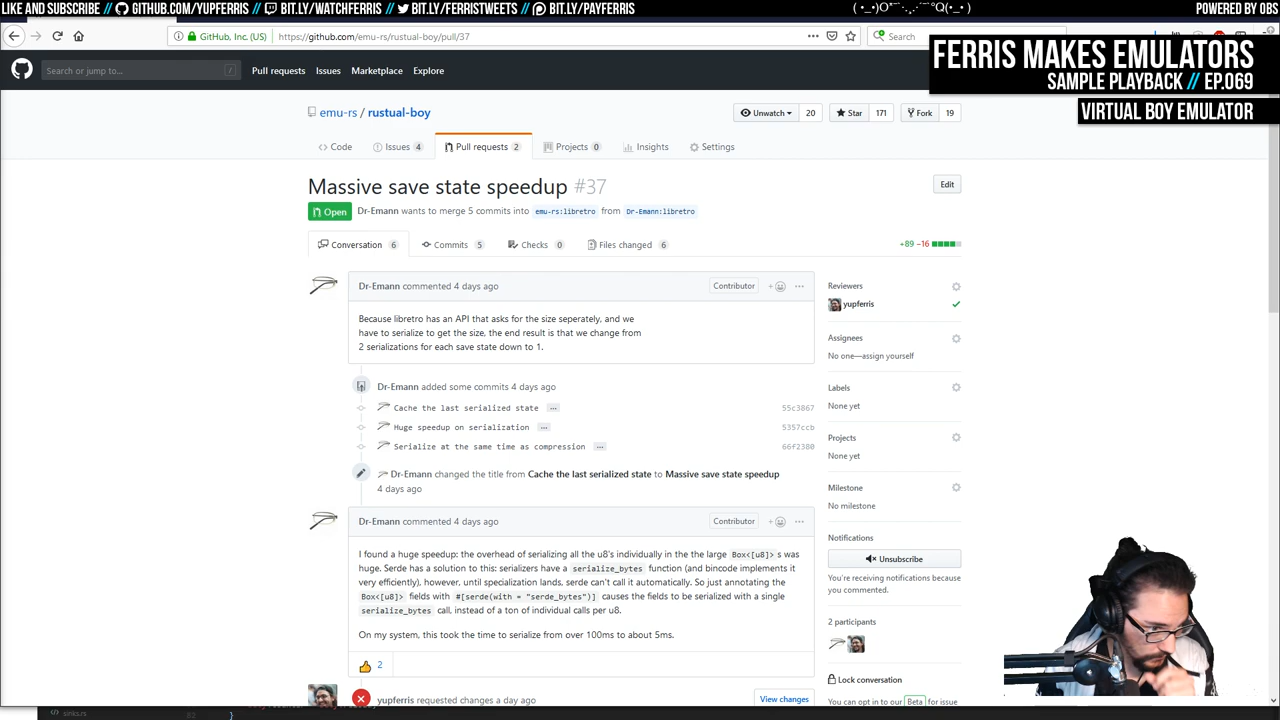 LIKE AND SUBSCRIBE // GITHUB.COM/YUPFERRIS // BIT.LY/WATCHFERRIS // BIT.LY/FERRISTWEETS // BIT.LY/PAYFERRIS
POWERED BY OBS
FERRIS MAKES EMULATORS
SAMPLE PLAYBACK // EP.069
VIRTUAL BOY EMULATOR
GitHub, Inc. (US) https://github.com/emu-rs/rustual-boy/pull/37
Search
Search or jump to... /
Pull requests Issues Marketplace Explore
emu-rs / rustual-boy
Unwatch 20 Star 171 Fork 19
Code Issues 4 Pull requests 2 Projects 0 Insights Settings
Massive save state speedup #37
Edit
Open Dr-Emann wants to merge 5 commits into emu-rs:libretro from Dr-Emann:libretro
Conversation 6 Commits 5 Checks 0 Files changed 6
+89 −16
Dr-Emann commented 4 days ago
Contributor
Because libretro has an API that asks for the size seperately, and we
have to serialize to get the size, the end result is that we change from
2 serializations for each save state down to 1.
Dr-Emann added some commits 4 days ago
Cache the last serialized state ... 55c3867
Huge speedup on serialization ... 5357ccb
Serialize at the same time as compression ... 66f2380
Dr-Emann changed the title from Cache the last serialized state to Massive save state speedup
4 days ago
Dr-Emann commented 4 days ago
Contributor
I found a huge speedup: the overhead of serializing all the u8's individually in the the large Box<[u8]> s was
huge. Serde has a solution to this: serializers have a serialize_bytes function (and bincode implements it
very efficiently), however, until specialization lands, serde can't call it automatically. So just annotating the
Box<[u8]> fields with #[serde(with = "serde_bytes")] causes the fields to be serialized with a single
serialize_bytes call, instead of a ton of individual calls per u8.
On my system, this took the time to serialize from over 100ms to about 5ms.
2
yupferris requested changes a day ago
View changes
Reviewers
yupferris
Assignees
No one—assign yourself
Labels
None yet
Projects
None yet
Milestone
No milestone
Notifications
Unsubscribe
You're receiving notifications because
you commented.
2 participants
Lock conversation
You can opt in to our Beta for issue
sinks.rs